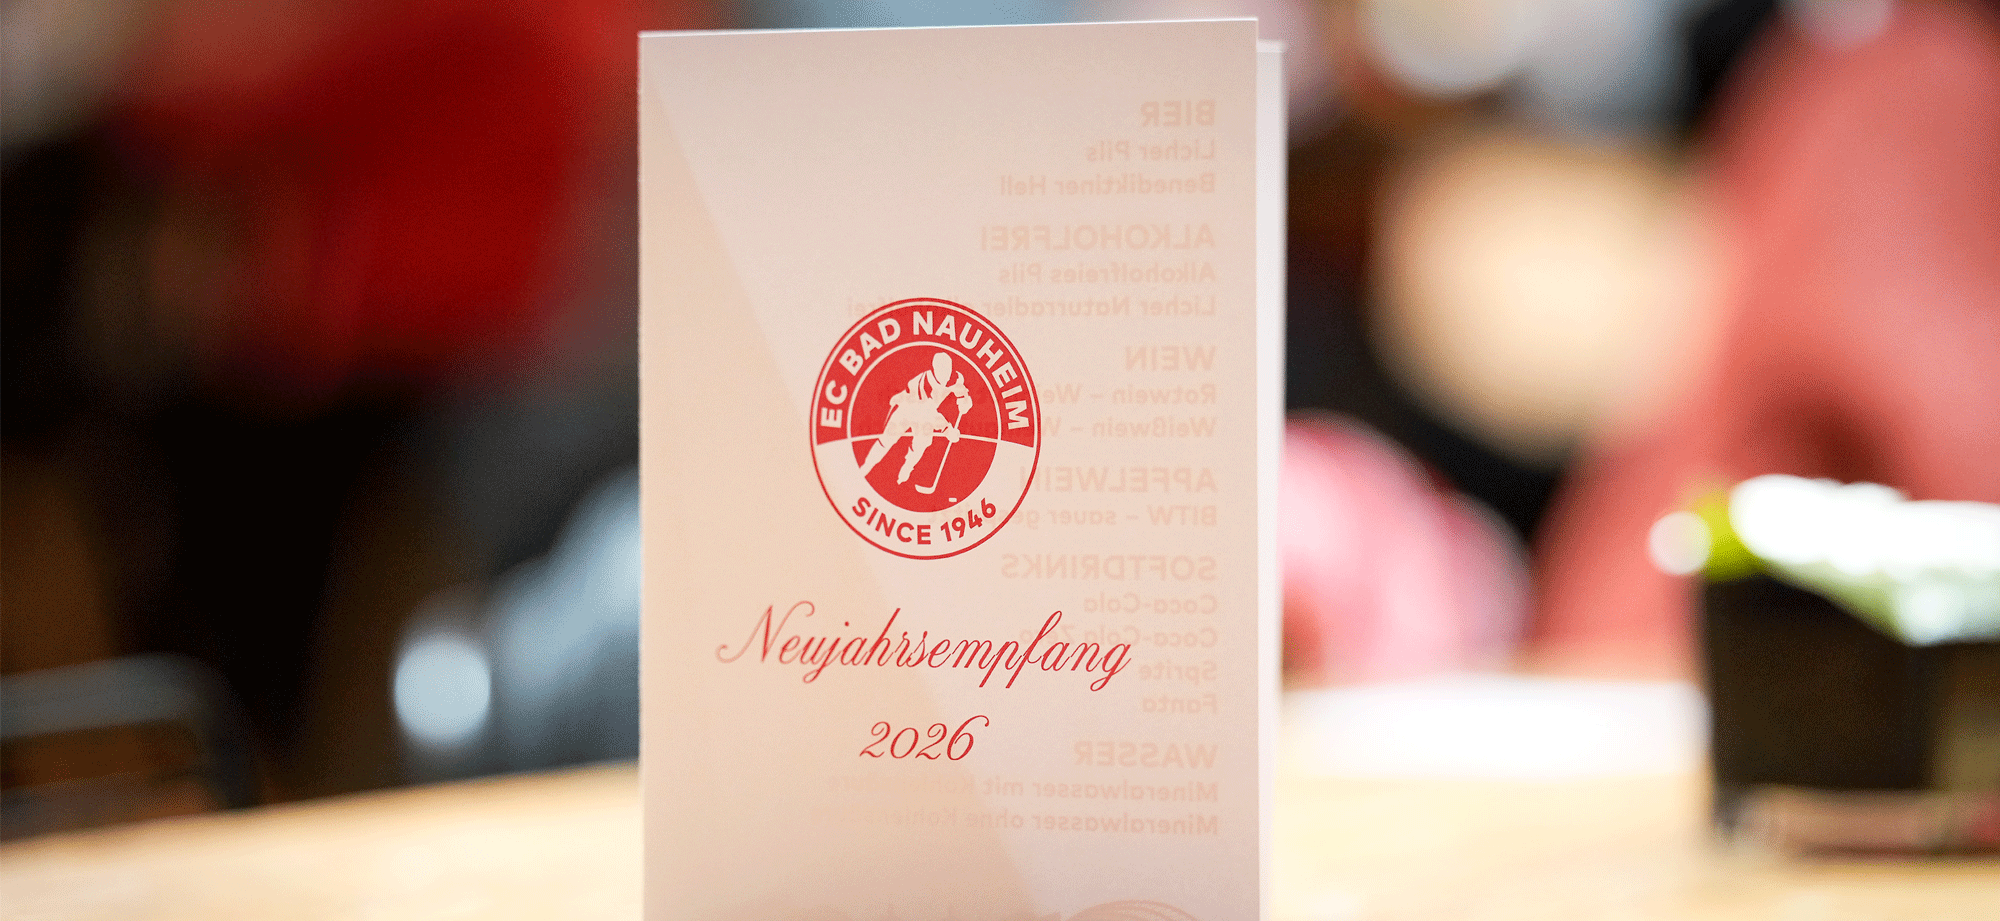 EC BAD NAUHEIM
SINCE 1946
Neujahrsempfang
2026
BIER
Licher Pils
Benediktiner Hell
ALKOHOLFREI
Alkoholfreies Pils
Licher Naturradler
WEIN
Rotwein –
Weißwein –
APFELWEIN
BITW – sauer
SOFTDRINKS
Coca-Cola
Coca-Cola
Sprite
Fanta
WASSER
Mineralwasser mit
Mineralwasser ohne